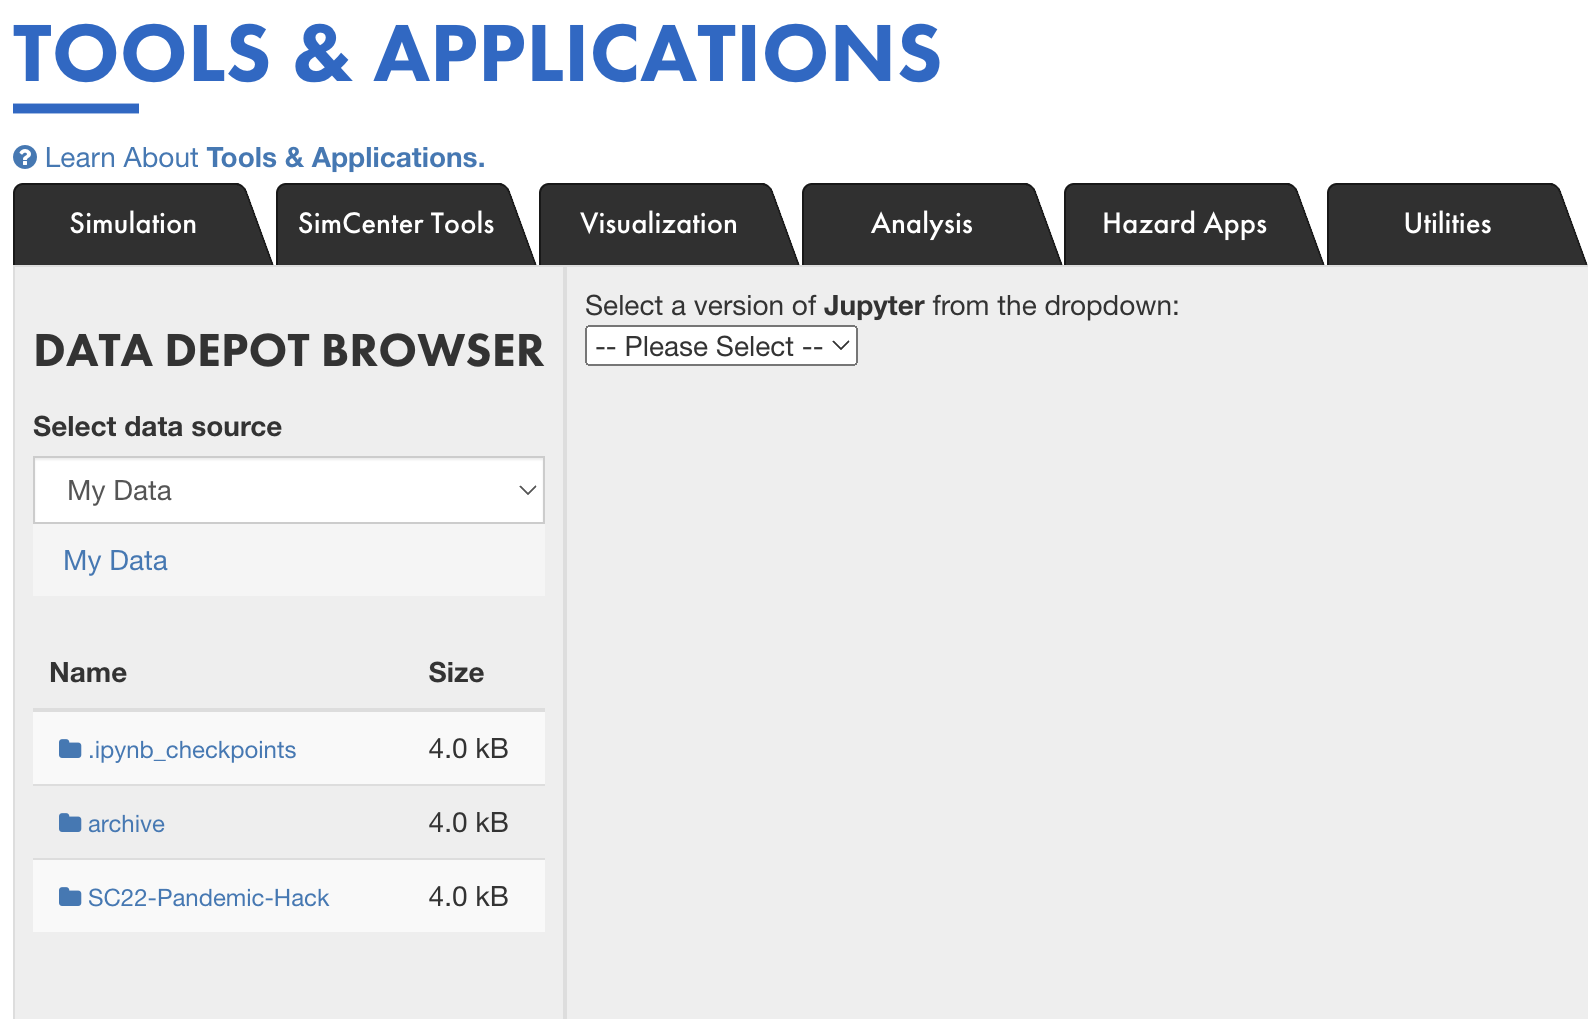 TOOLS & APPLICATIONS
Learn About Tools & Applications.
Simulation
SimCenter Tools
Visualization
Analysis
Hazard Apps
Utilities
DATA DEPOT BROWSER
Select data source
My Data
My Data
Name Size
.ipynb_checkpoints 4.0 kB
archive 4.0 kB
SC22-Pandemic-Hack 4.0 kB
Select a version of Jupyter from the dropdown:
-- Please Select --